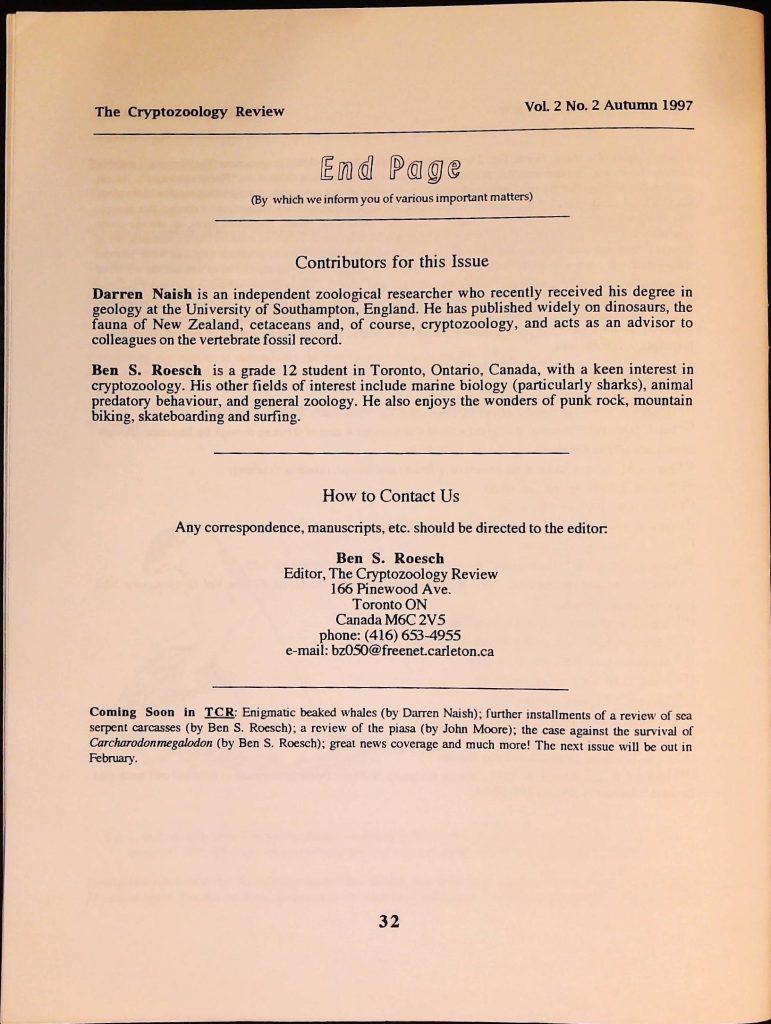 The Cryptozoology Review
Vol. 2 No. 2 Autumn 1997
End Page
(By which we inform you of various important matters)
Contributors for this Issue
Darren Naish is an independent zoological researcher who recently received his degree in
geology at the University of Southampton, England. He has published widely on dinosaurs, the
fauna of New Zealand, cetaceans and, of course, cryptozoology, and acts as an advisor to
colleagues on the vertebrate fossil record.
Ben S. Roesch is a grade 12 student in Toronto, Ontario, Canada, with a keen interest in
cryptozoology. His other fields of interest include marine biology (particularly sharks), animal
predatory behaviour, and general zoology. He also enjoys the wonders of punk rock, mountain
biking, skateboarding and surfing.
How to Contact Us
Any correspondence, manuscripts, etc. should be directed to the editor:
Ben S. Roesch
Editor, The Cryptozoology Review
166 Pinewood Ave.
Toronto ON
Canada M6C 2V5
phone: (416) 653-4955
e-mail: bz050@freenet.carleton.ca
Coming Soon in TCR: Enigmatic beaked whales (by Darren Naish); further installments of a review of sea
serpent carcasses (by Ben S. Roesch); a review of the piasa (by John Moore); the case against the survival of
Carcharodon megalodon (by Ben S. Roesch); great news coverage and much more! The next issue will be out in
February.
32